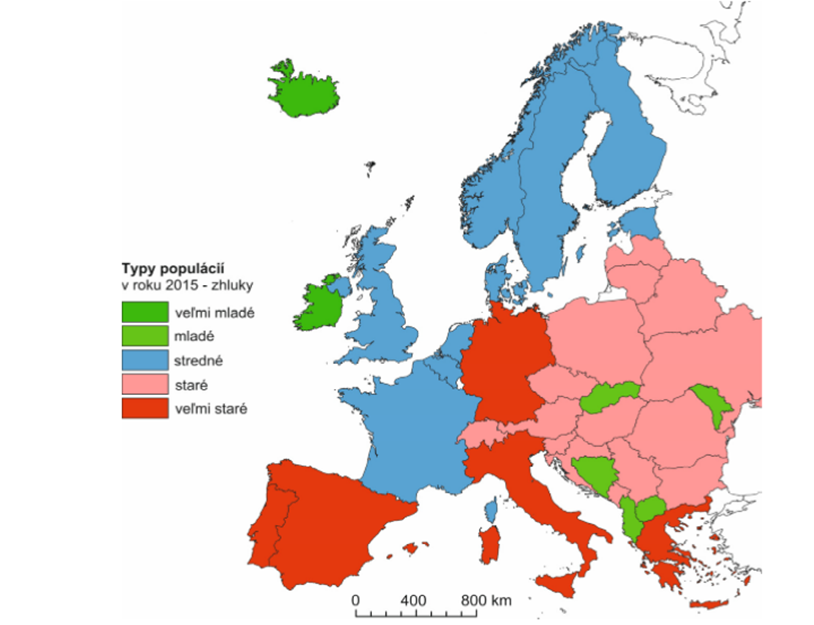 Typy populácií
v roku 2015 - zhluky
veľmi mladé
mladé
stredné
staré
veľmi staré
0 400 800 km